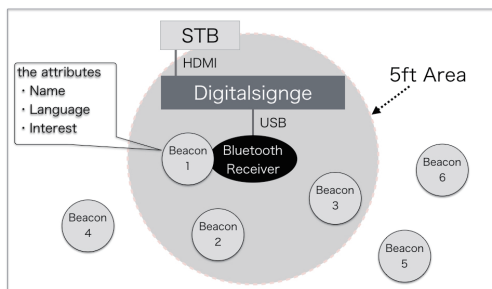 STB
HDMI
the attributes
・Name
・Language
・Interest
Digitalsignge
5ft Area
USB
Bluetooth
Receiver
Beacon
1
Beacon
6
Beacon
3
Beacon
4
Beacon
2
Beacon
5